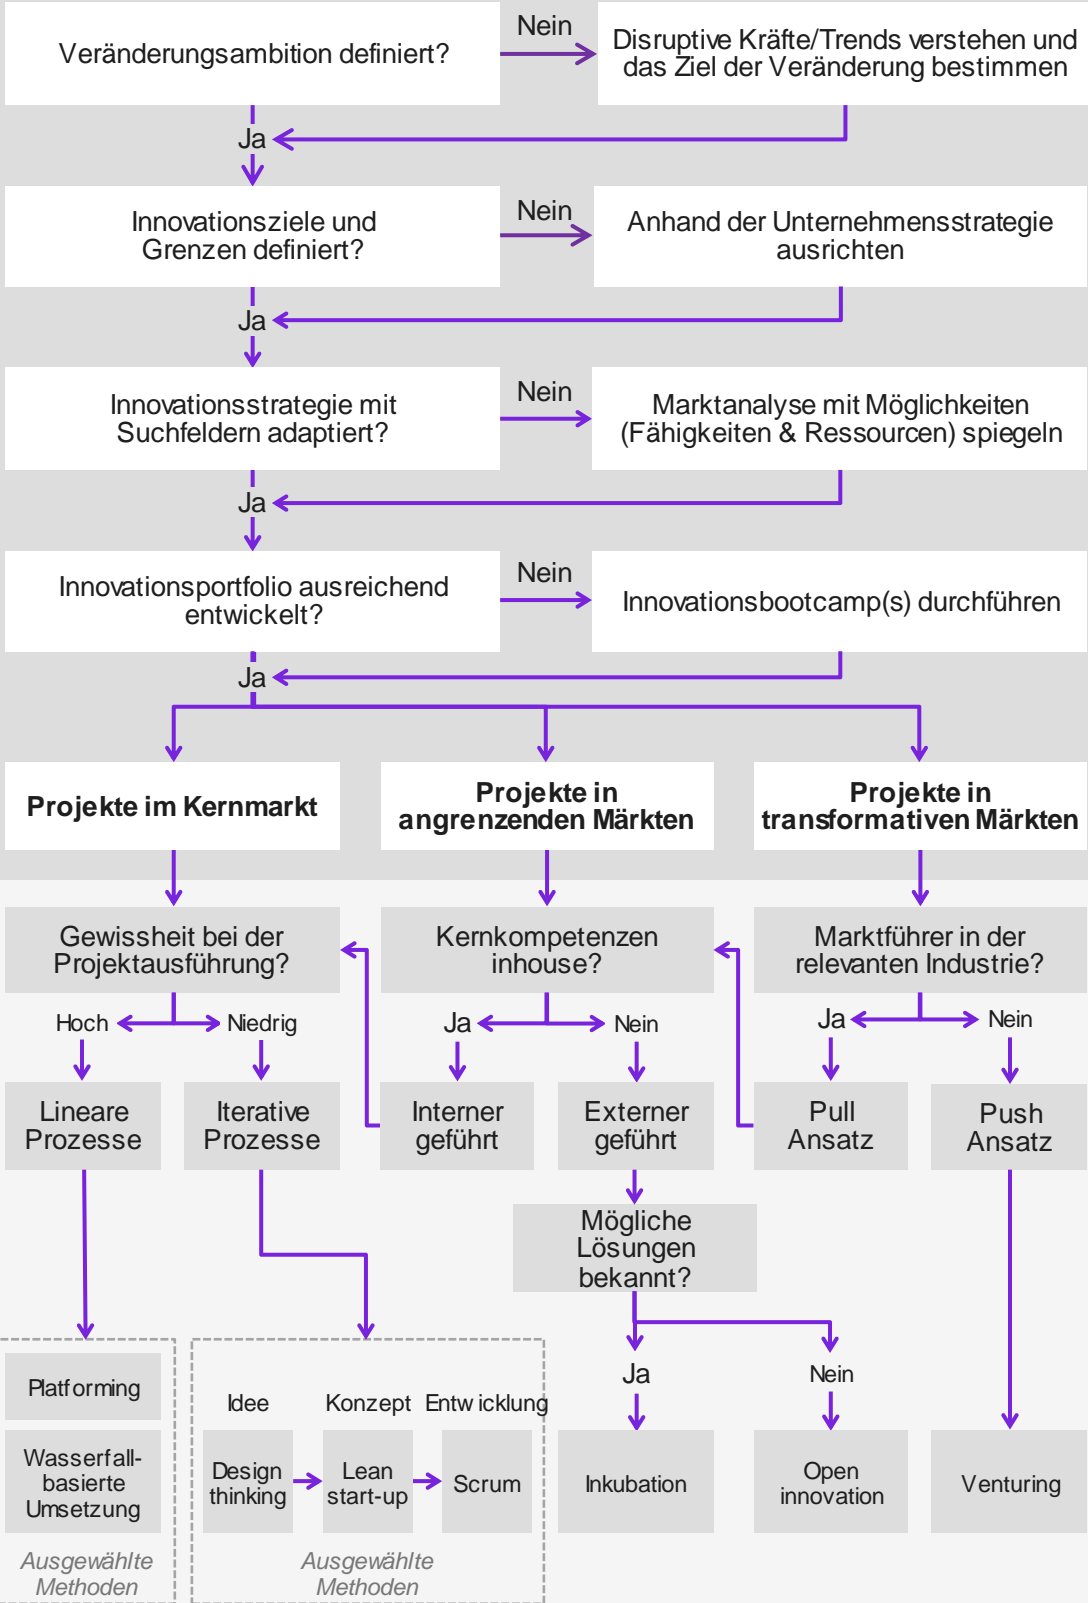 Veränderungsambition definiert?
Nein
Disruptive Kräfte/Trends verstehen und
das Ziel der Veränderung bestimmen
Ja
Innovationsziele und
Grenzen definiert?
Nein
Anhand der Unternehmensstrategie
ausrichten
Ja
Innovationsstrategie mit
Suchfeldern adaptiert?
Nein
Marktanalyse mit Möglichkeiten
(Fähigkeiten & Ressourcen) spiegeln
Ja
Innovationsportfolio ausreichend
entwickelt?
Nein
Innovationsbootcamp(s) durchführen
Ja
Projekte im Kernmarkt
Projekte in
angrenzenden Märkten
Projekte in
transformativen Märkten
Gewissheit bei der
Projektausführung?
Kernkompetenzen
inhouse?
Marktführer in der
relevanten Industrie?
Hoch
Niedrig
Ja
Nein
Ja
Nein
Lineare
Prozesse
Iterative
Prozesse
Interner
geführt
Externer
geführt
Pull
Ansatz
Push
Ansatz
Mögliche
Lösungen
bekannt?
Ja
Nein
Platforming
Wasserfall-
basierte
Umsetzung
Ausgewählte
Methoden
Idee
Konzept
Entwicklung
Design
thinking
Lean
start-up
Scrum
Ausgewählte
Methoden
Inkubation
Open
innovation
Venturing